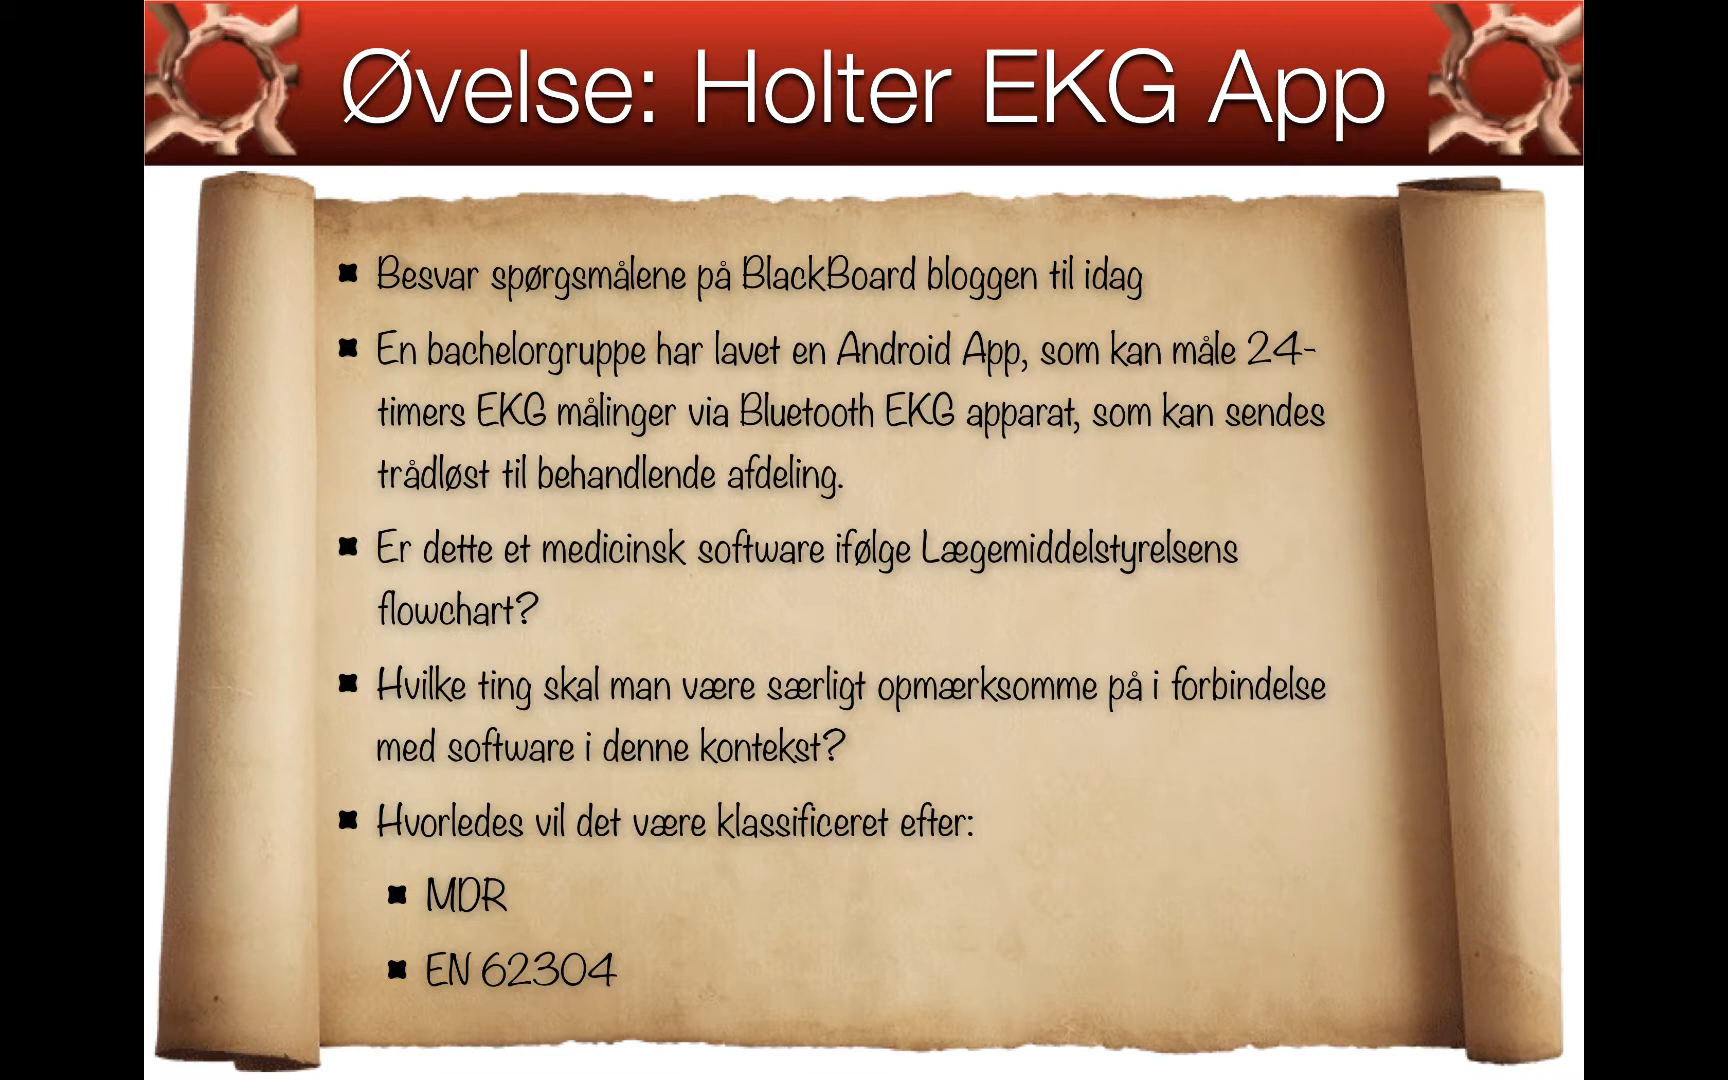 Øvelse: Holter EKG App
Besvar spørgsmålene på BlackBoard bloggen til idag
En bachelorgruppe har lavet en Android App, som kan måle 24-
timers EKG målinger via Bluetooth EKG apparat, som kan sendes
trådløst til behandlende afdeling.
Er dette et medicinsk software ifølge Lægemiddelstyrelsens
flowchart?
Hvilke ting skal man være særligt opmærksomme på i forbindelse
med software i denne kontekst?
Hvorledes vil det være klassificeret efter:
MDR
EN 62304